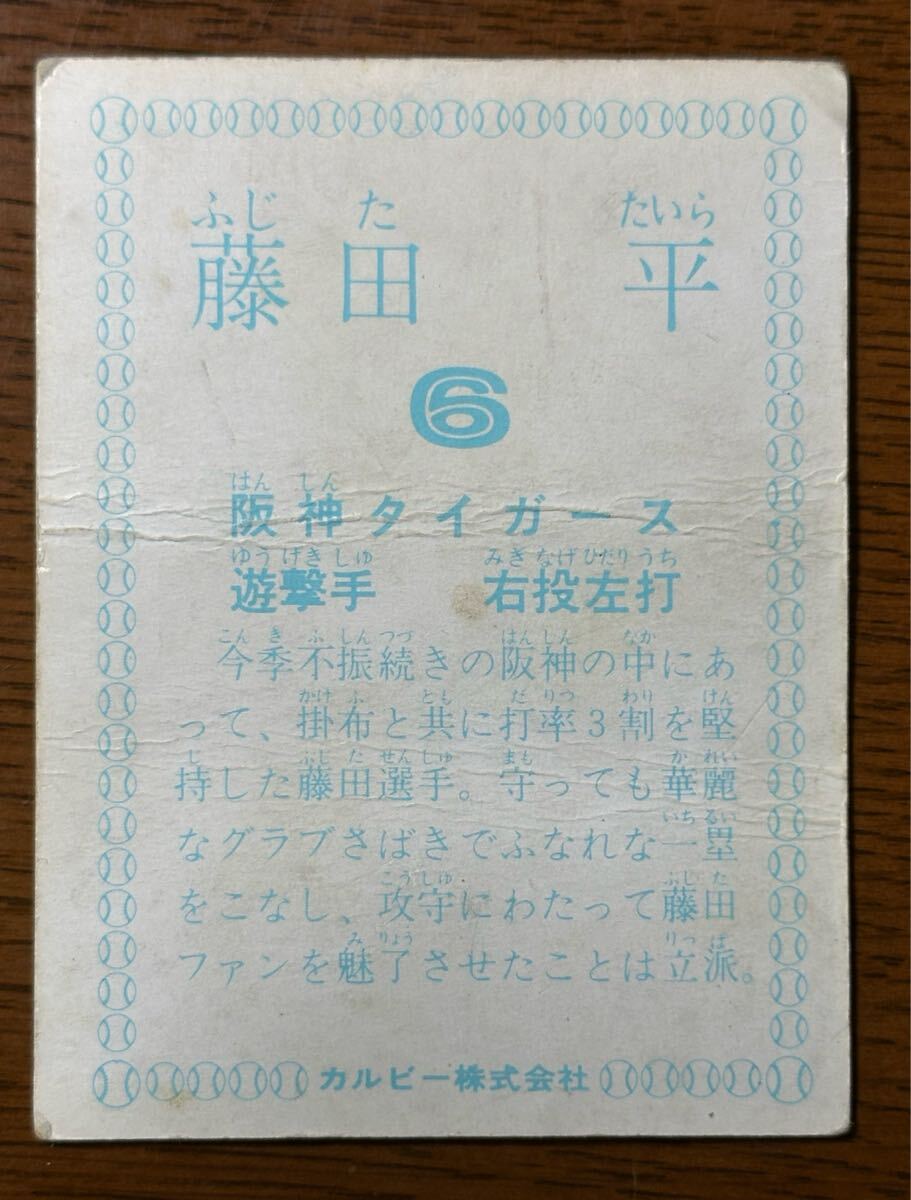 ふじ た たいら
藤田 平
6
はん しん
阪神タイガース
ゆうげきしゅ みぎなげひだりうち
遊撃手 右投左打
こん き ふ しんつづ はんしん なか
今季不振続きの阪神の中にあ
かけ ふ とも だ りつ わり けん
って、掛布と共に打率3割を堅
じ ふじ た せんしゅ まも か れい
持した藤田選手。守っても華麗
いちるい
なグラブさばきでふなれな一塁
こうしゅ ふじ た
をこなし、攻守にわたって藤田
み りょう りっ ぱ
ファンを魅了させたことは立派。
カルビー株式会社